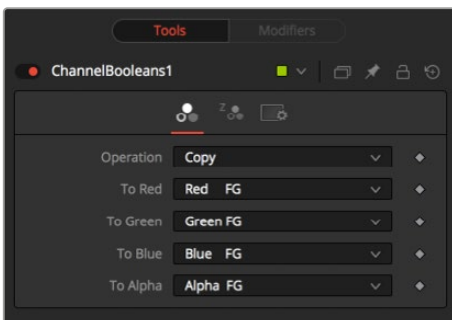 Tools Modifiers
ChannelBooleans1
Z
Operation Copy
To Red Red FG
To Green Green FG
To Blue Blue FG
To Alpha Alpha FG